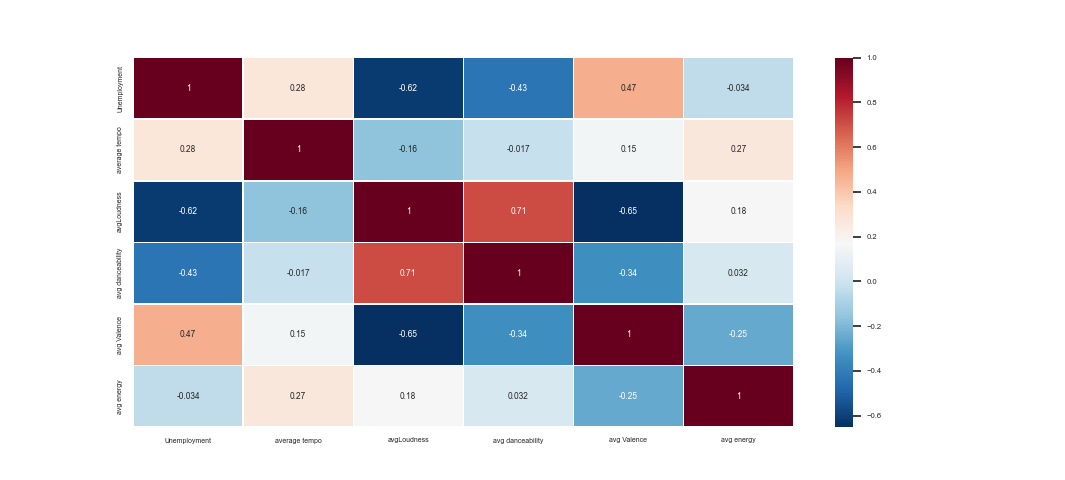 Unemployment 1 0.28 -0.62 -0.43 0.47 -0.034
average tempo 0.28 1 -0.16 -0.017 0.15 0.27
avgLoudness -0.62 -0.16 1 0.71 -0.65 0.18
avg danceability -0.43 -0.017 0.71 1 -0.34 0.032
avg Valence 0.47 0.15 -0.65 -0.34 1 -0.25
avg energy -0.034 0.27 0.18 0.032 -0.25 1
Unemployment average tempo avgLoudness avg danceability avg Valence avg energy
1.0
0.8
0.6
0.4
0.2
0.0
−0.2
−0.4
−0.6